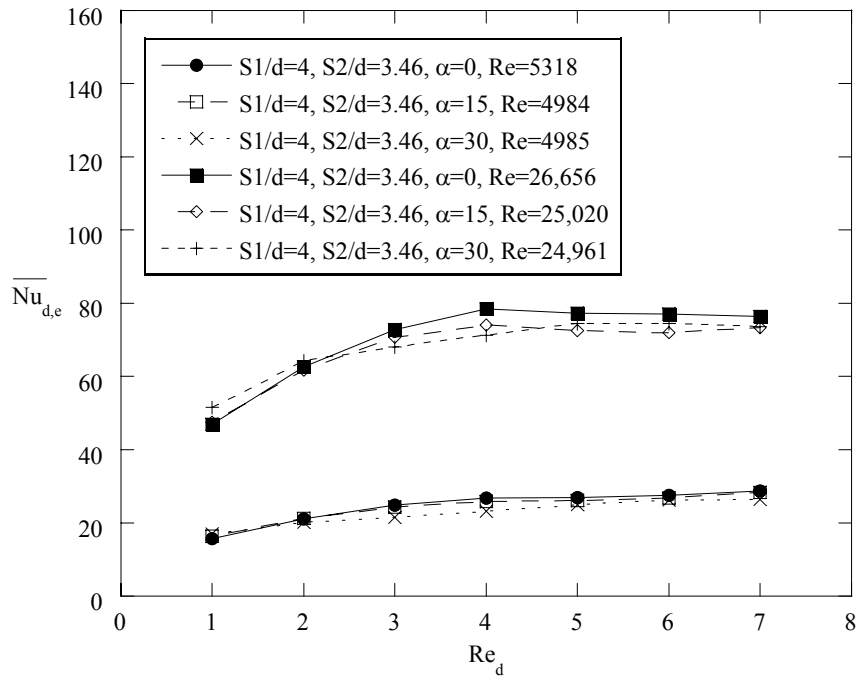 160
140
120
100
80
60
40
20
0
Nu d,e
S1/d=4, S2/d=3.46, α=0, Re=5318
S1/d=4, S2/d=3.46, α=15, Re=4984
S1/d=4, S2/d=3.46, α=30, Re=4985
S1/d=4, S2/d=3.46, α=0, Re=26,656
S1/d=4, S2/d=3.46, α=15, Re=25,020
S1/d=4, S2/d=3.46, α=30, Re=24,961
0 1 2 3 4 5 6 7 8
Re d